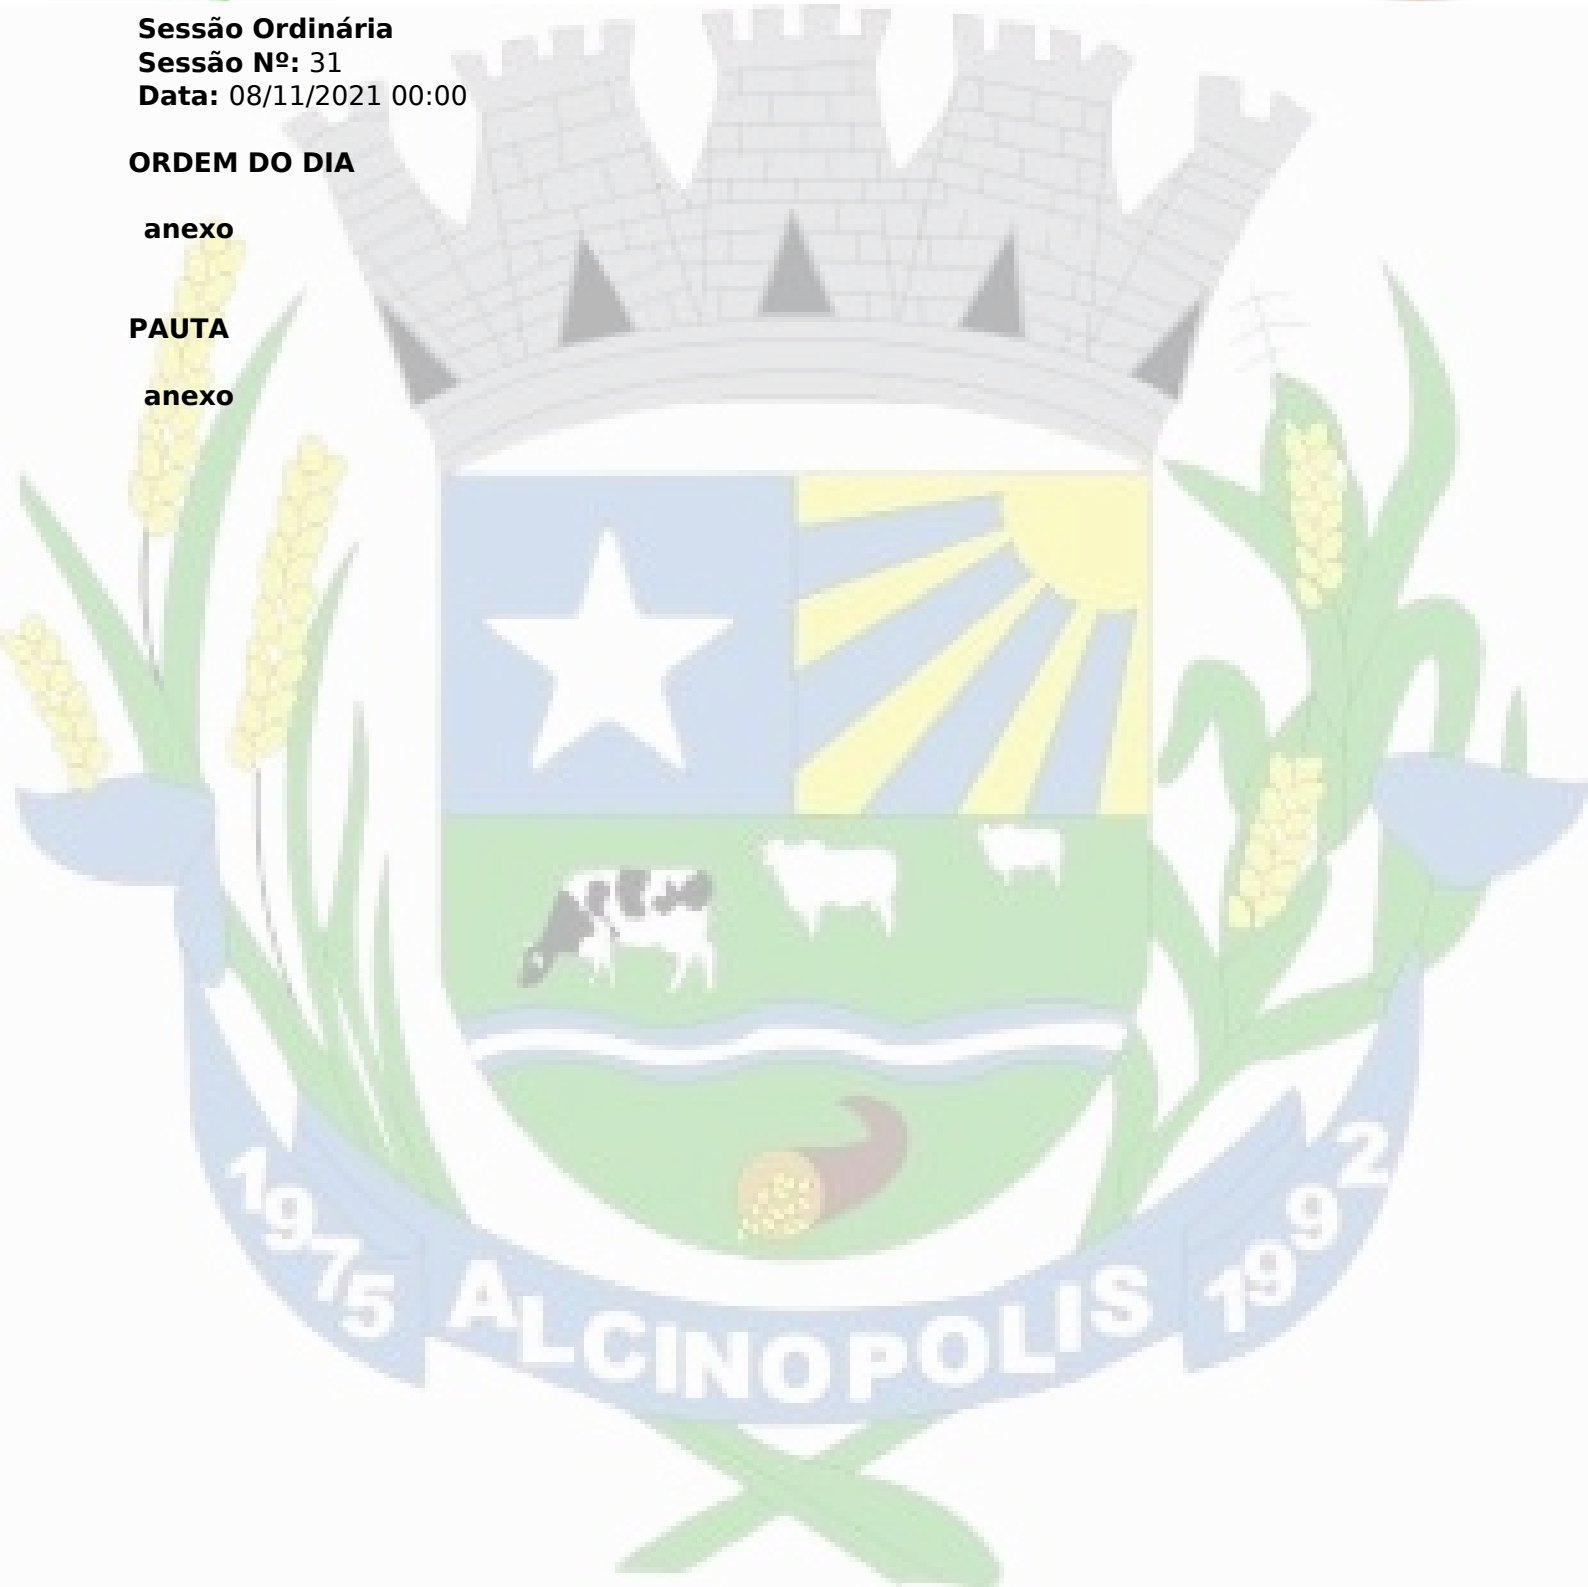 Sessão Ordinária
Sessão Nº: 31
Data: 08/11/2021 00:00
ORDEM DO DIA
anexo
PAUTA
anexo
1975 ALCINOPOLIS 1992